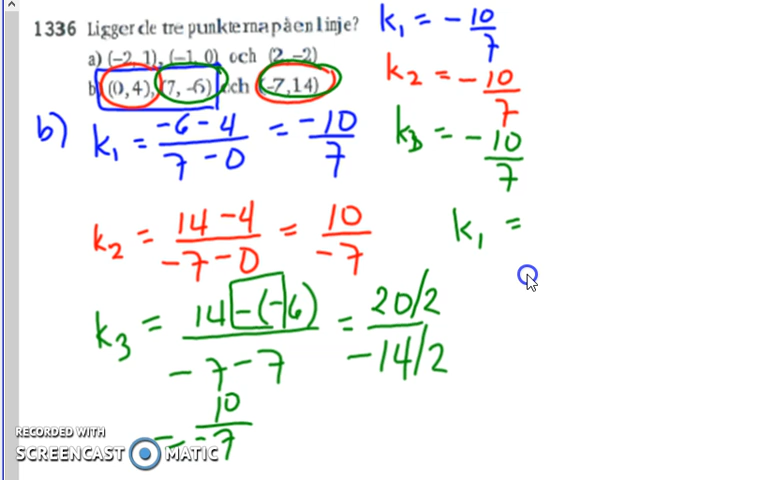 1336 Ligger de tre punkterna på en linje?
a) (-2, 1), (-1, 0) och (2, -2)
b) (0, 4), (7, -6) och (-7, 14)
k₁ = -10/7
k₂ = -10/7
k₃ = -10/7
k₁ =
b) k₁ = (-6-4)/(7-0) = -10/7
k₂ = (14-4)/(-7-0) = 10/-7
k₃ = (14-(-6))/(-7-7) = (20/2)/(-14/2)
= 10/-7
RECORDED WITH
SCREENCAST MATIC